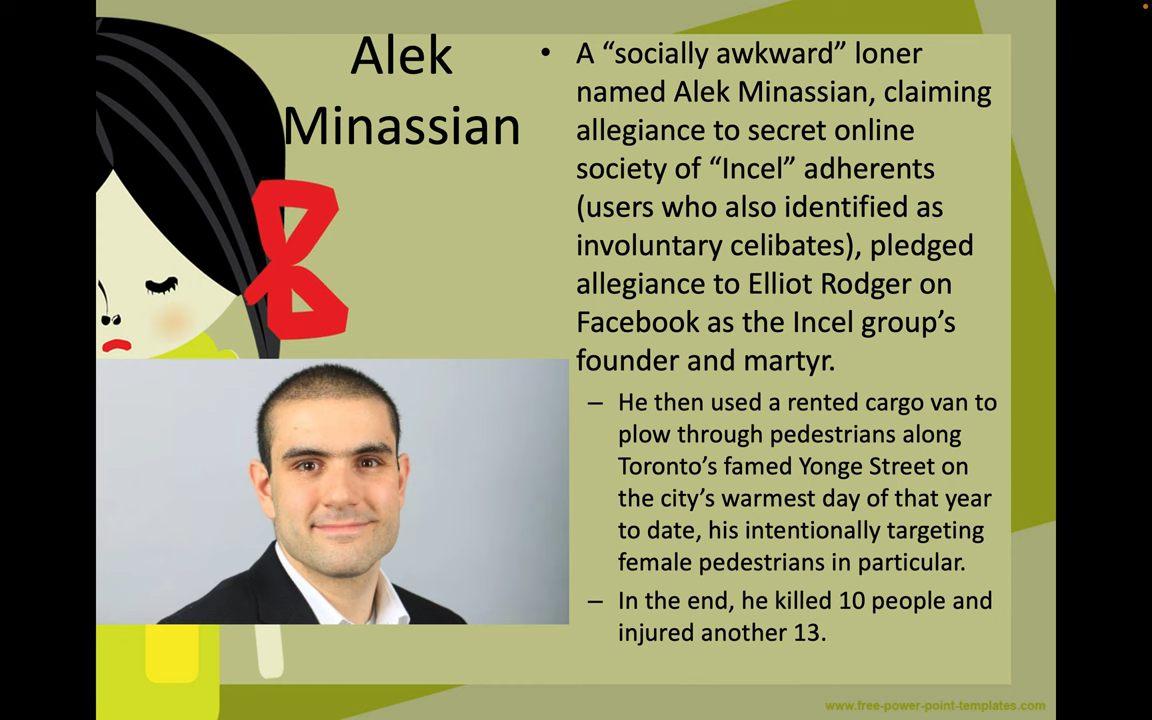 Alek
Minassian
• A “socially awkward” loner
named Alek Minassian, claiming
allegiance to secret online
society of “Incel” adherents
(users who also identified as
involuntary celibates), pledged
allegiance to Elliot Rodger on
Facebook as the Incel group’s
founder and martyr.
– He then used a rented cargo van to
plow through pedestrians along
Toronto’s famed Yonge Street on
the city’s warmest day of that year
to date, his intentionally targeting
female pedestrians in particular.
– In the end, he killed 10 people and
injured another 13.
www.free-power-point-templates.com